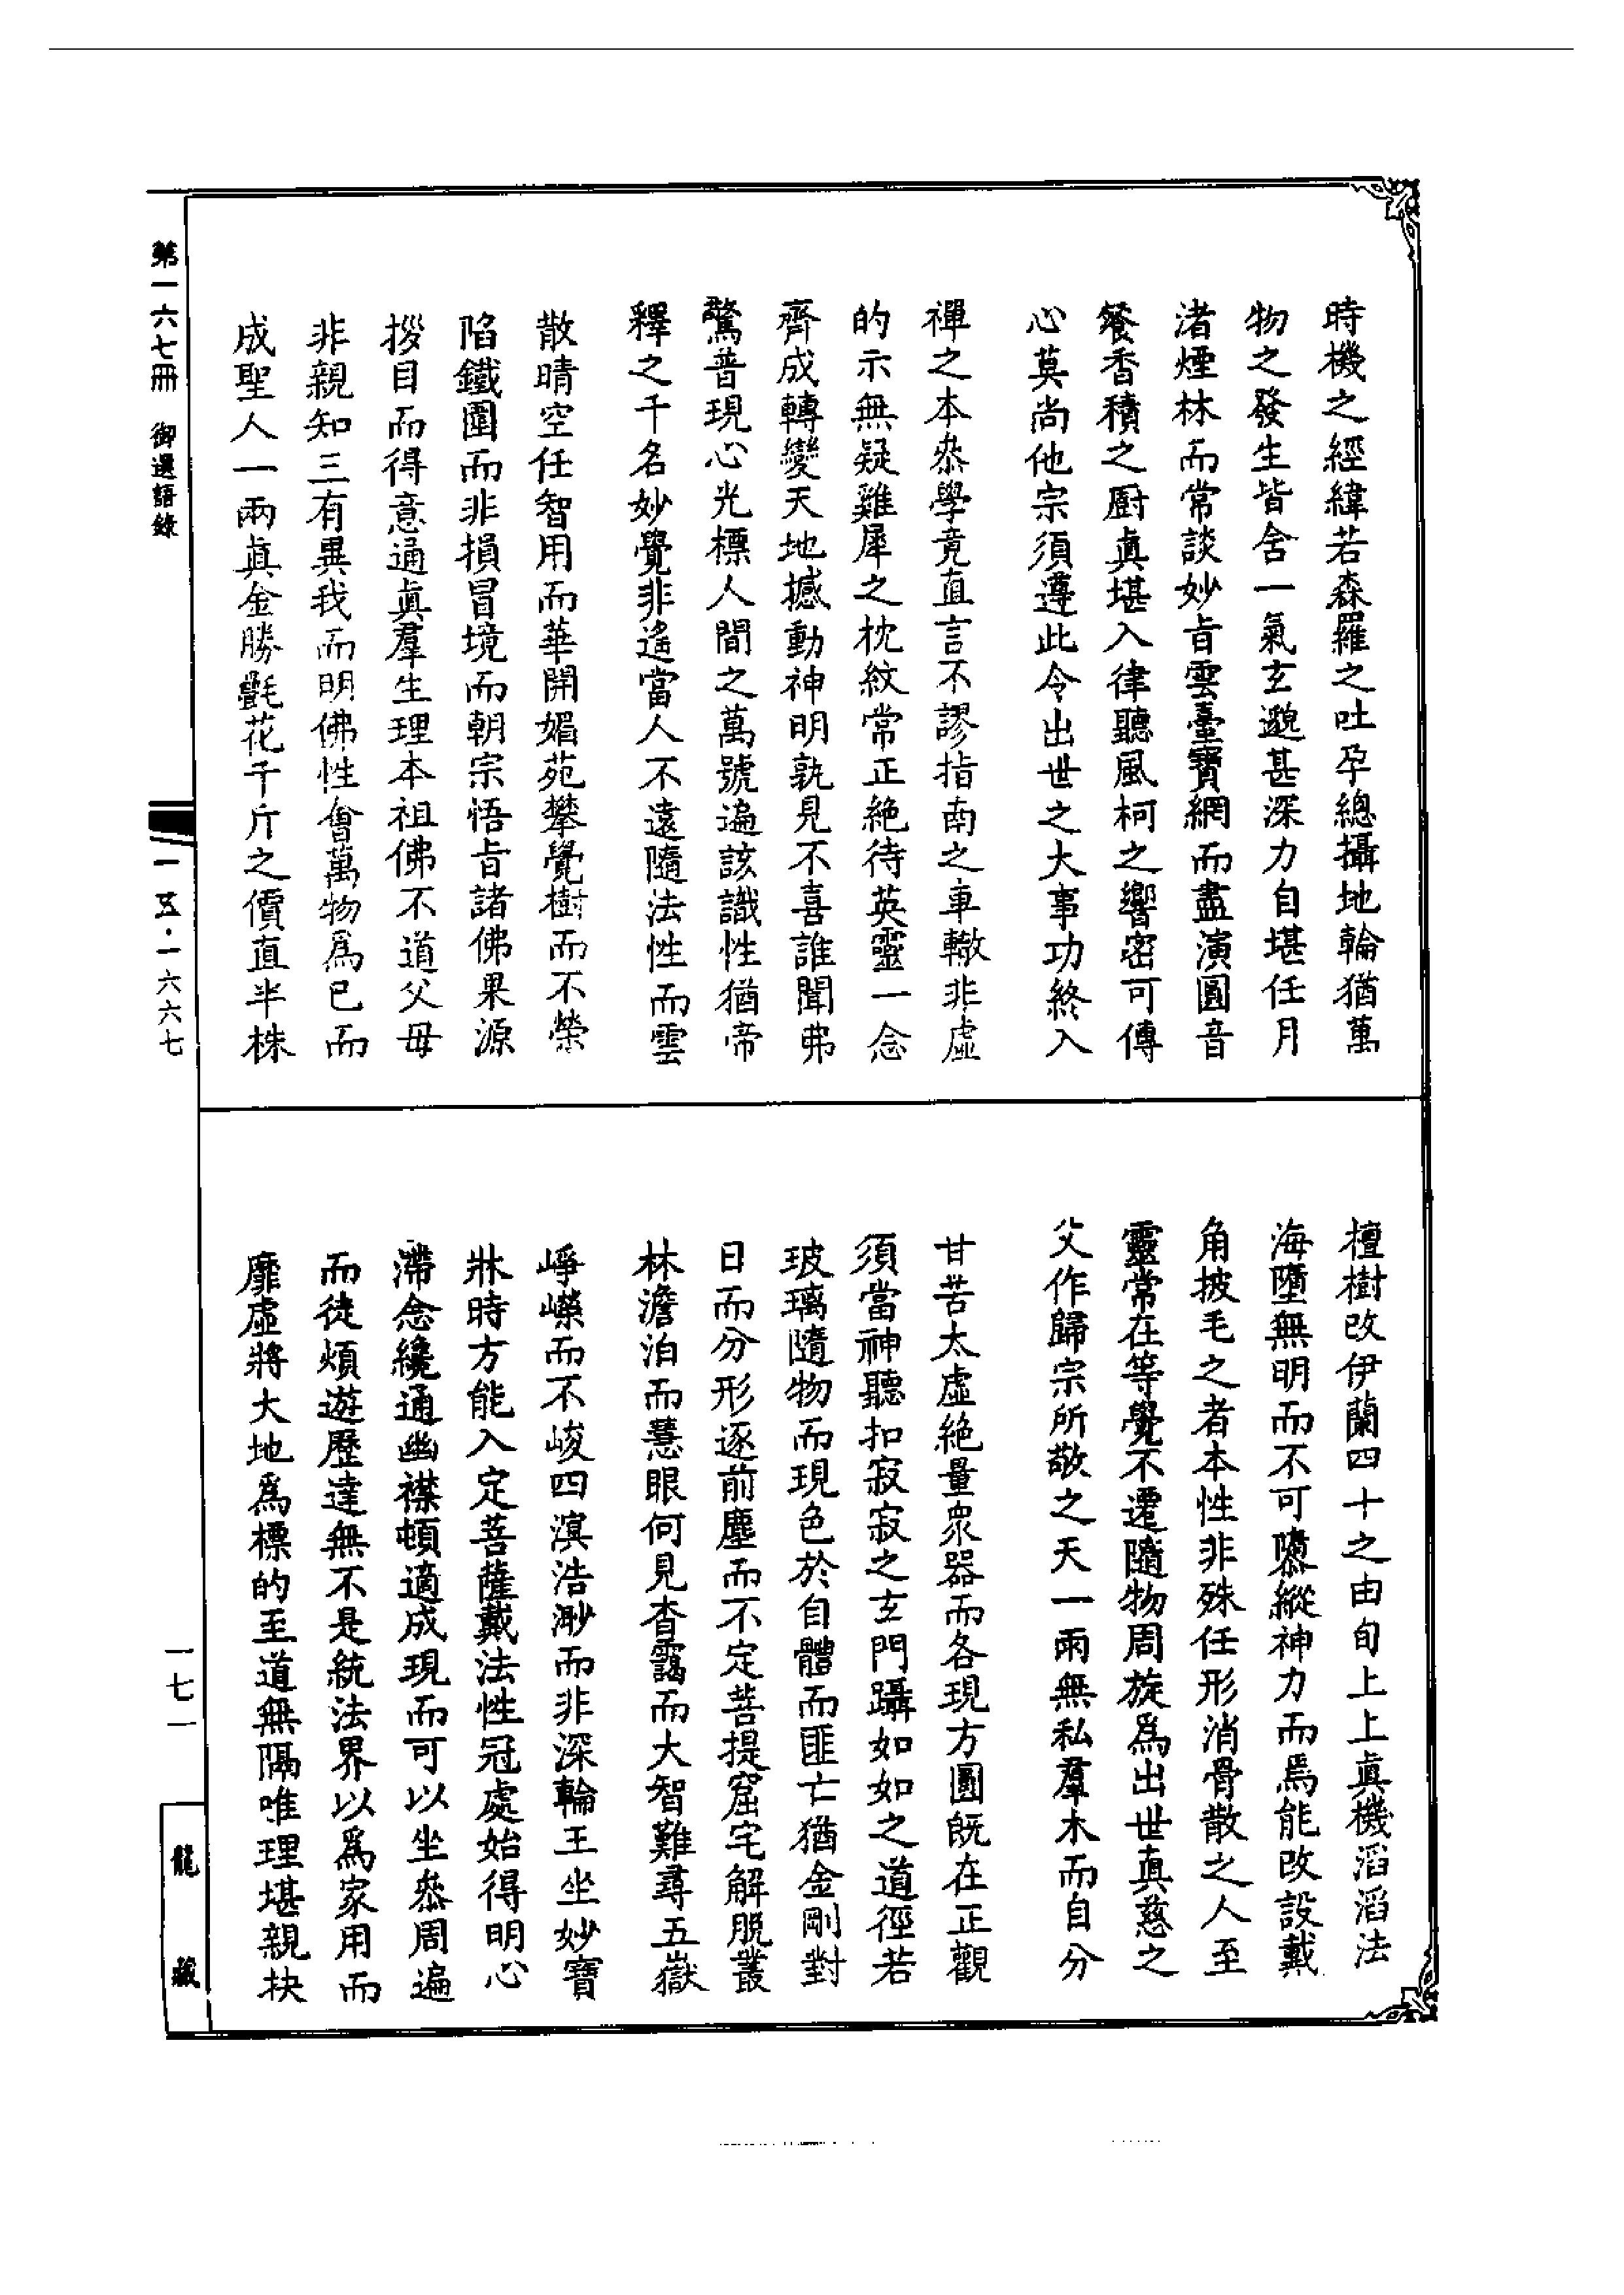 時機之經緯若森羅之吐孕總攝地輪猶萬
物之發生皆含一氣玄邈甚深力自堪任月
渚煙林而常談妙旨雲臺寶網而盡演圓音
餐香積之廚眞堪入律聽風柯之響密可傳
心莫尚他宗須遵此令出世之大事功終入
禪之本叅學竟直言不謬指南之車轍非虛
的示無疑雞犀之枕紋常正絶待英靈一念
齊成轉變天地撼動神明孰見不喜誰聞弗
驚普現心光標人間之萬號遍該識性猶帝
釋之千名妙覺非遙當人不遠隨法性而雲
散晴空任智用而華開媚苑攀覺樹而不榮
陷鐵圍而非損冒境而朝宗悟旨諸佛果源
拶目而得意通眞羣生理本祖佛不道父母
非親知三有異我而明佛性會萬物爲已而
成聖人一兩眞金勝氎花千斤之價直半株
檀樹改伊蘭四十之由旬上上眞機滔滔法
海墮無明而不可隳縱神力而焉能改設戴
角披毛之者本性非殊任形消骨散之人至
靈常在等覺不遷隨物周旋爲出世眞慈之
父作歸宗所敬之天一雨無私羣木而自分
甘苦太虛絶量衆器而各現方圓旣在正觀
須當神聽扣寂寂之玄門躡如如之道徑若
玻璃隨物而現色於自體而匪亡猶金剛對
日而分形逐前塵而不定菩提窟宅解脫叢
林澹泊而慧眼何見杳靄而大智難尋五嶽
崢嶸而不峻四溟浩渺而非深輪王坐妙寶
牀時方能入定菩薩戴法性冠處始得明心
滯念纔通幽襟頓適成現而可以坐叅周遍
而徒煩遊歷達無不是統法界以爲家用而
靡虛將大地爲標的至道無隔唯理堪親抉
第一六七冊　御選語錄
一一五·一六六七
一七一
龍藏